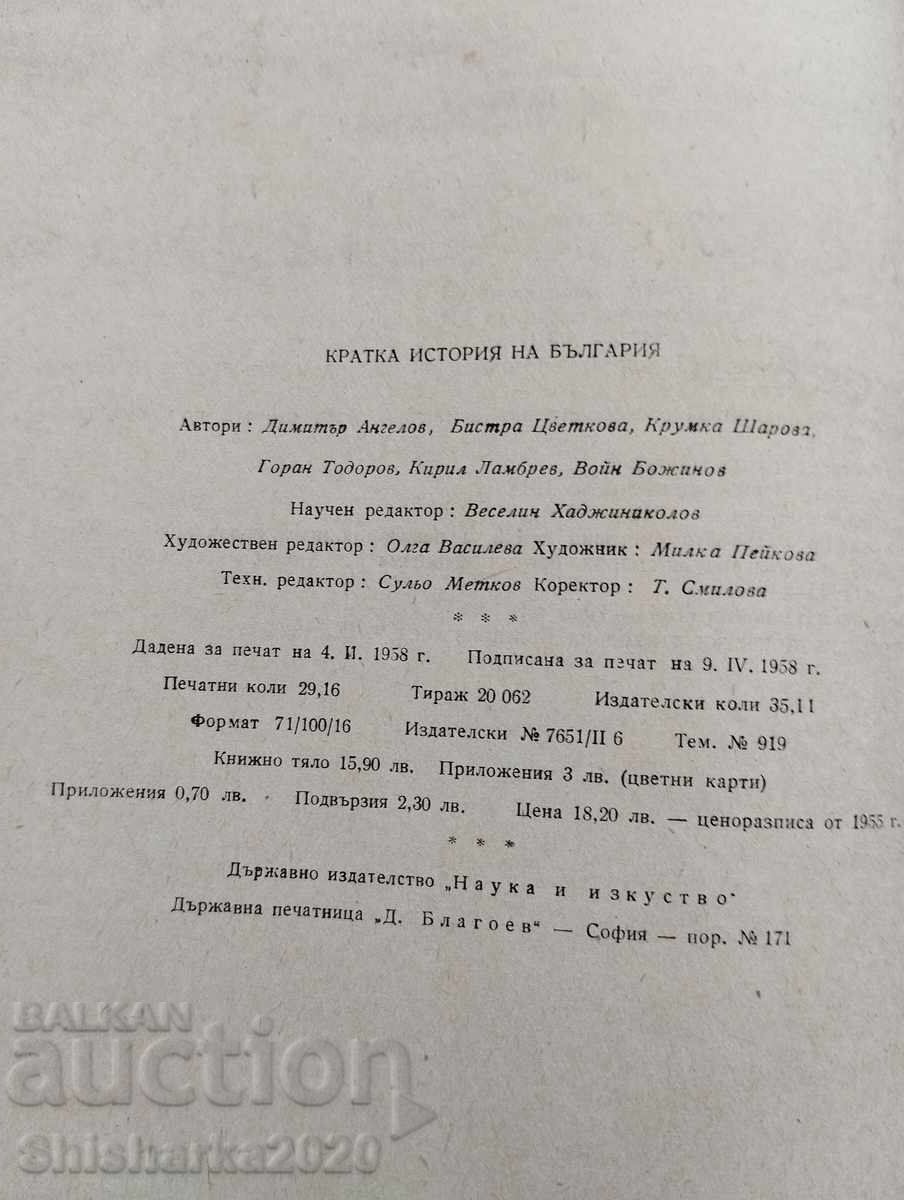 КРАТКА ИСТОРИЯ НА БЪЛГАРИЯ
Автори : Димитър Ангелов, Бистра Цветкова, Крумка Шарова,
Горан Тодоров, Кирил Ламбрев, Войн Божинов
Научен редактор : Веселин Хаджиниколов
Художествен редактор : Олга Василева Художник : Милка Пейкова
Техн. редактор : Сульо Метков Коректор : Т. Смилова
* * *
Дадена за печат на 4. II. 1958 г. Подписана за печат на 9. IV. 1958 г.
Печатни коли 29,16 Тираж 20 062 Издателски коли 35,11
Формат 71/100/16 Издателски № 7651/II 6 Тем. № 919
Книжно тяло 15,90 лв. Приложения 3 лв. (цветни карти)
Приложения 0,70 лв. Подвързия 2,30 лв. Цена 18,20 лв. — ценоразписа от 1955 г.
* * *
Държавно издателство „Наука и изкуство“
Държавна печатница „Д. Благоев“ — София — пор. № 171
BALKAN
auction
Shisharka2020